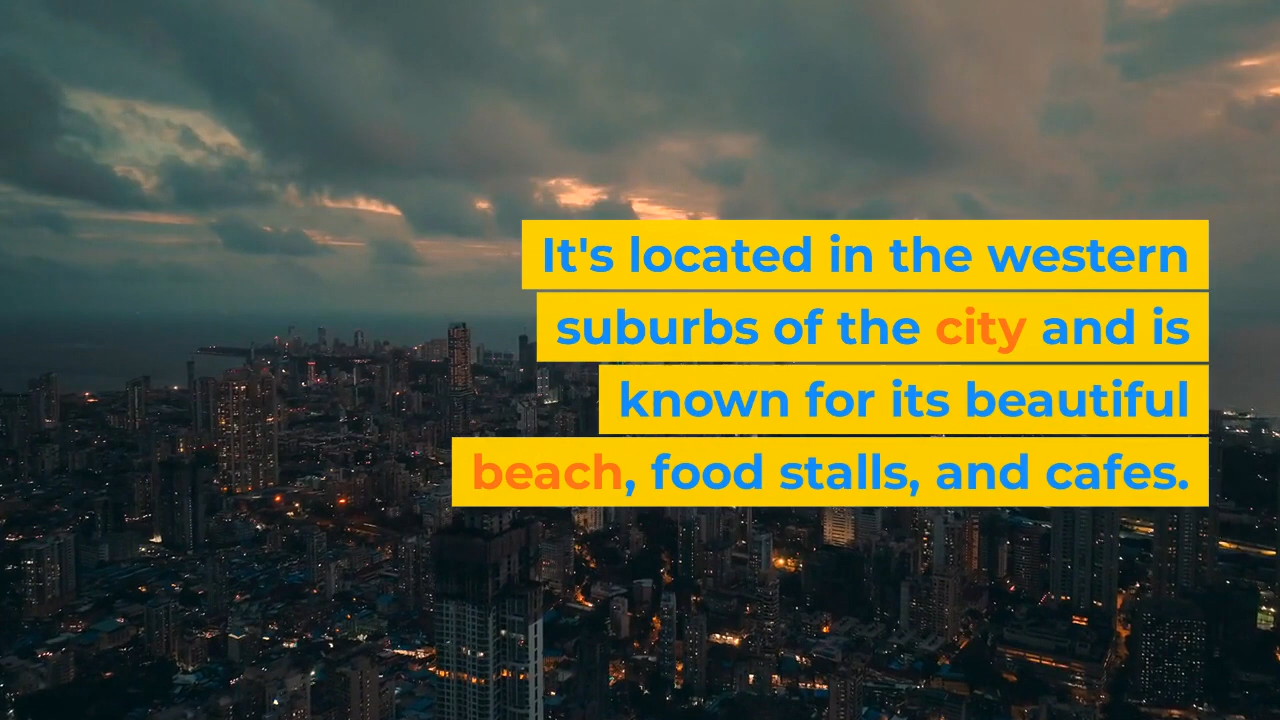 It's located in the western
suburbs of the city and is
known for its beautiful
beach, food stalls, and cafes.